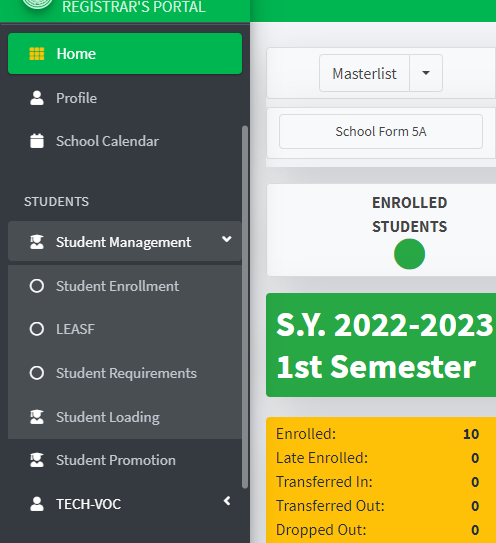 REGISTRAR'S PORTAL
Home
Profile
School Calendar
STUDENTS
Student Management
Student Enrollment
LEASF
Student Requirements
Student Loading
Student Promotion
TECH-VOC
Masterlist
School Form 5A
ENROLLED
STUDENTS
S.Y. 2022-2023
1st Semester
Enrolled: 10
Late Enrolled: 0
Transferred In: 0
Transferred Out: 0
Dropped Out: 0